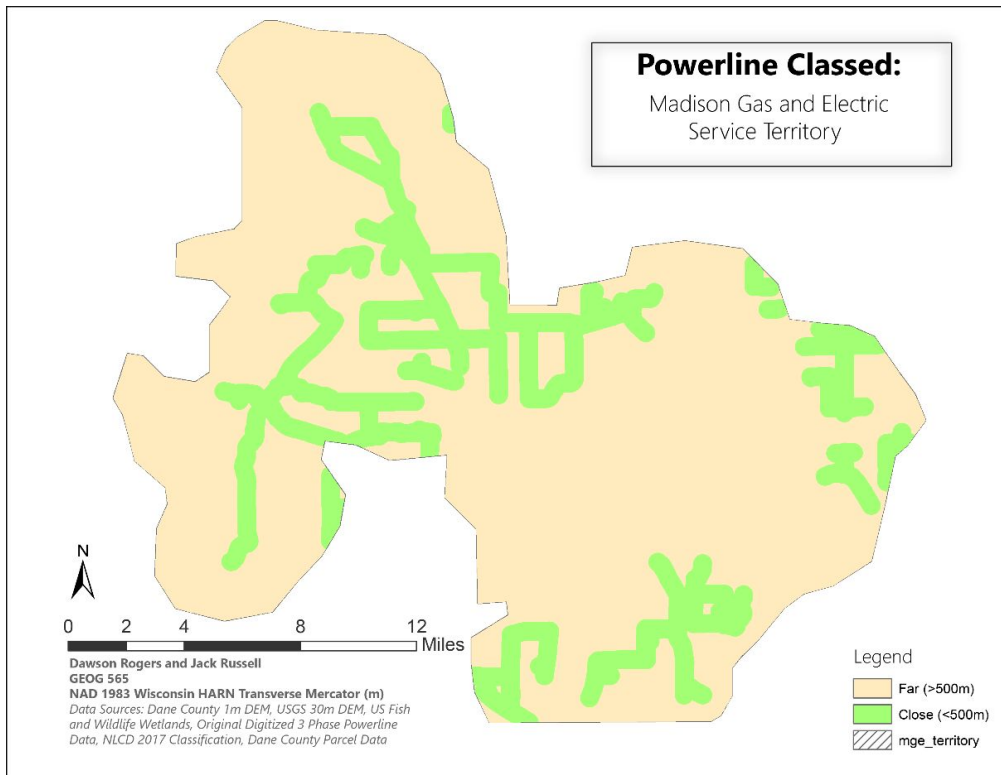 Powerline Classed:
Madison Gas and Electric
Service Territory
N
0 2 4 8 12
Miles
Dawson Rogers and Jack Russell
GEOG 565
NAD 1983 Wisconsin HARN Transverse Mercator (m)
Data Sources: Dane County 1m DEM, USGS 30m DEM, US Fish
and Wildlife Wetlands, Original Digitized 3 Phase Powerline
Data, NLCD 2017 Classification, Dane County Parcel Data
Legend
Far (>500m)
Close (<500m)
mge_territory